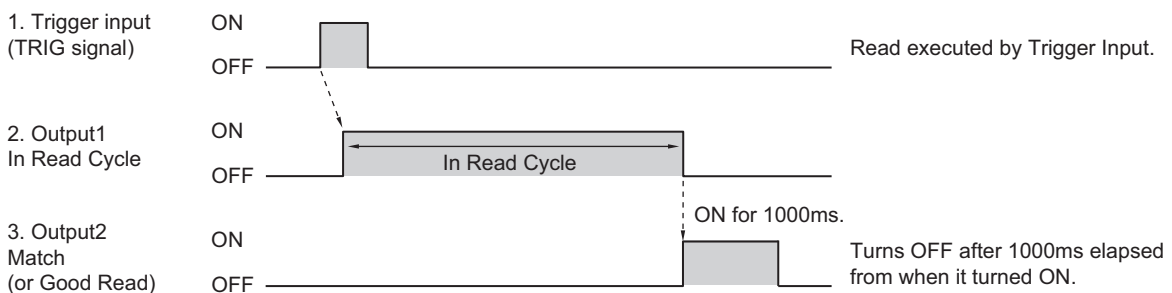 1. Trigger input
(TRIG signal)
ON
OFF
Read executed by Trigger Input.
2. Output1
In Read Cycle
ON
OFF
In Read Cycle
3. Output2
Match
(or Good Read)
ON
OFF
ON for 1000ms.
Turns OFF after 1000ms elapsed
from when it turned ON.